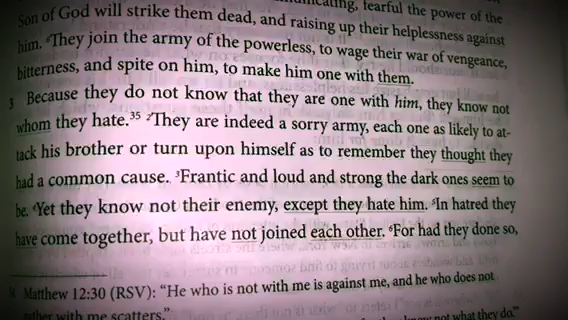 Son of God will strike them dead, and raising up their helplessness against
him. ⁶They join the army of the powerless, to wage their war of vengeance,
bitterness, and spite on him, to make him one with them.
3 Because they do not know that they are one with him, they know not
whom they hate.³⁵ ²They are indeed a sorry army, each one as likely to at-
tack his brother or turn upon himself as to remember they thought they
had a common cause. ³Frantic and loud and strong the dark ones seem to
be. ⁴Yet they know not their enemy, except they hate him. ⁵In hatred they
have come together, but have not joined each other. ⁶For had they done so,
Matthew 12:30 (RSV): “He who is not with me is against me, and he who does not
gather with me scatters.”
know not what they do.”